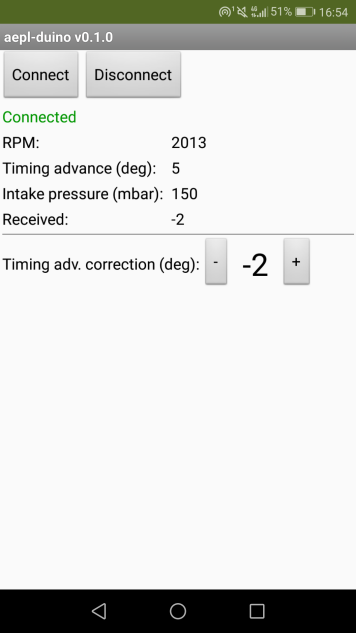 4G 51% 16:54
aepl-duino v0.1.0
Connect Disconnect
Connected
RPM: 2013
Timing advance (deg): 5
Intake pressure (mbar): 150
Received: -2
Timing adv. correction (deg): - -2 +